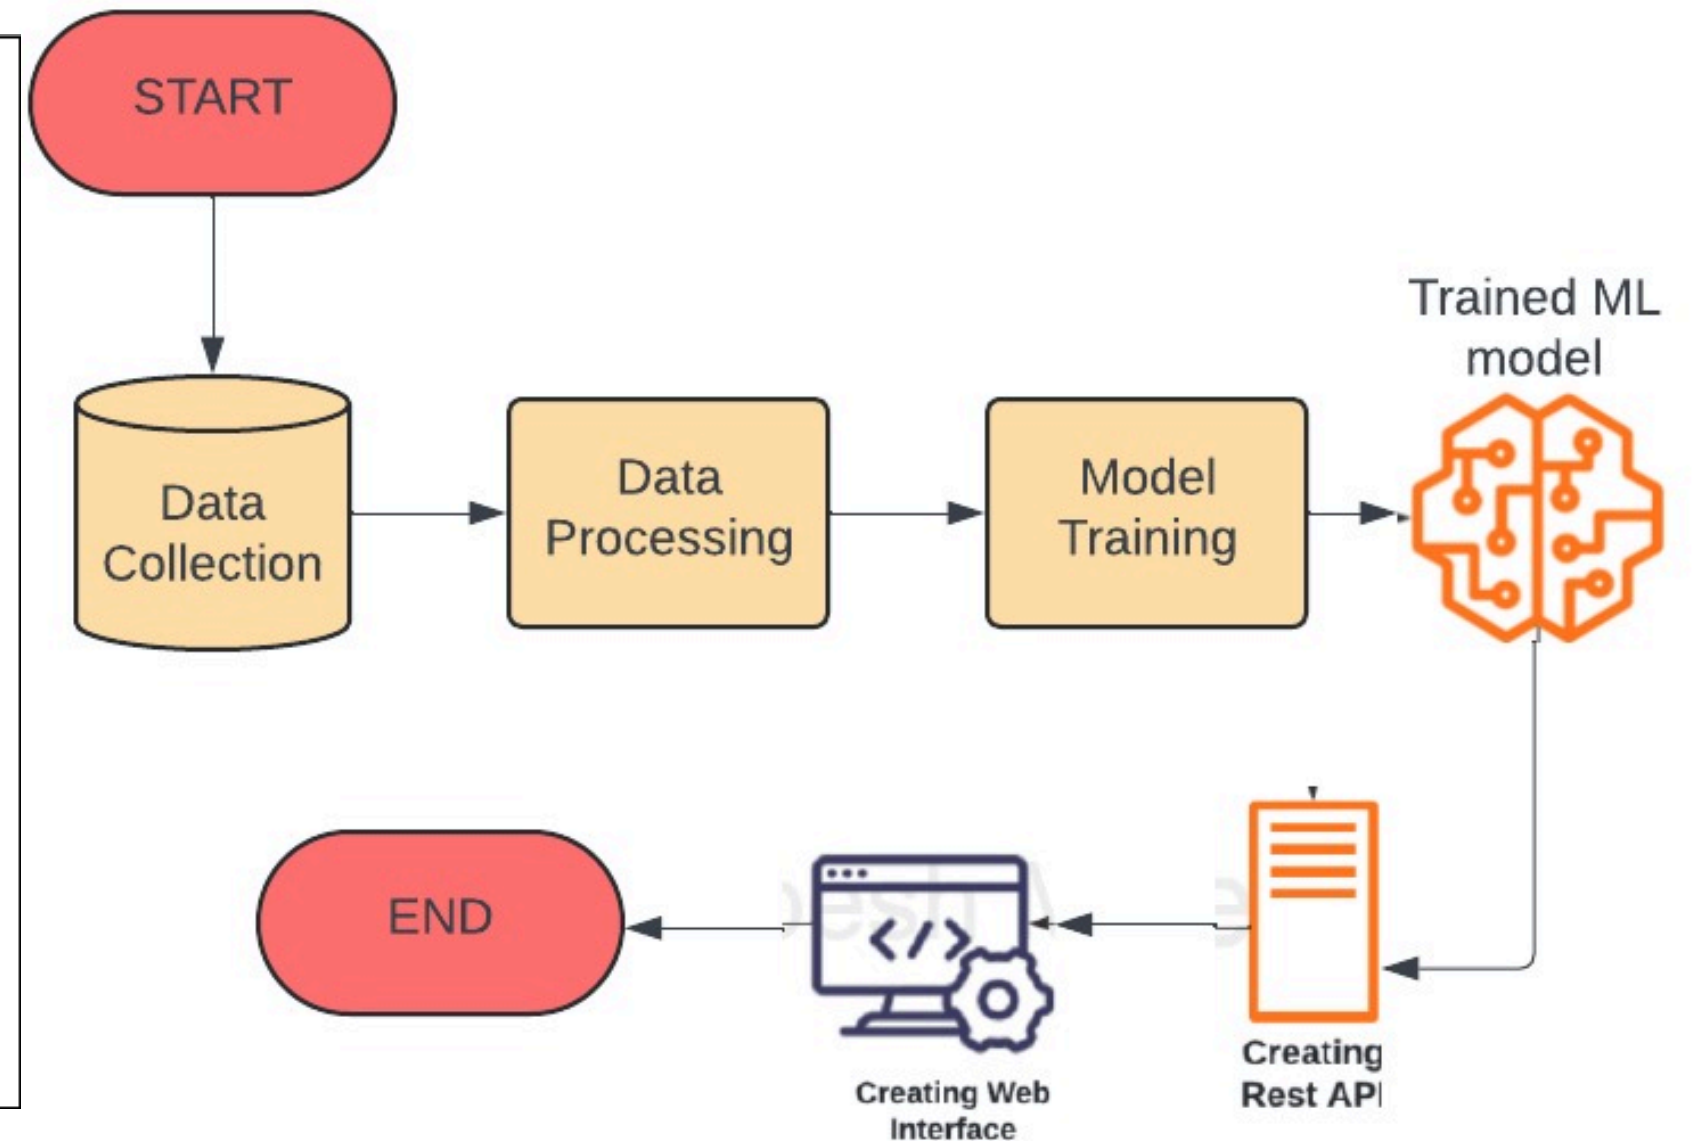 START
Trained ML
model
Data
Collection
Data
Processing
Model
Training
END
</>
Creating Web
Interface
Creating
Rest API